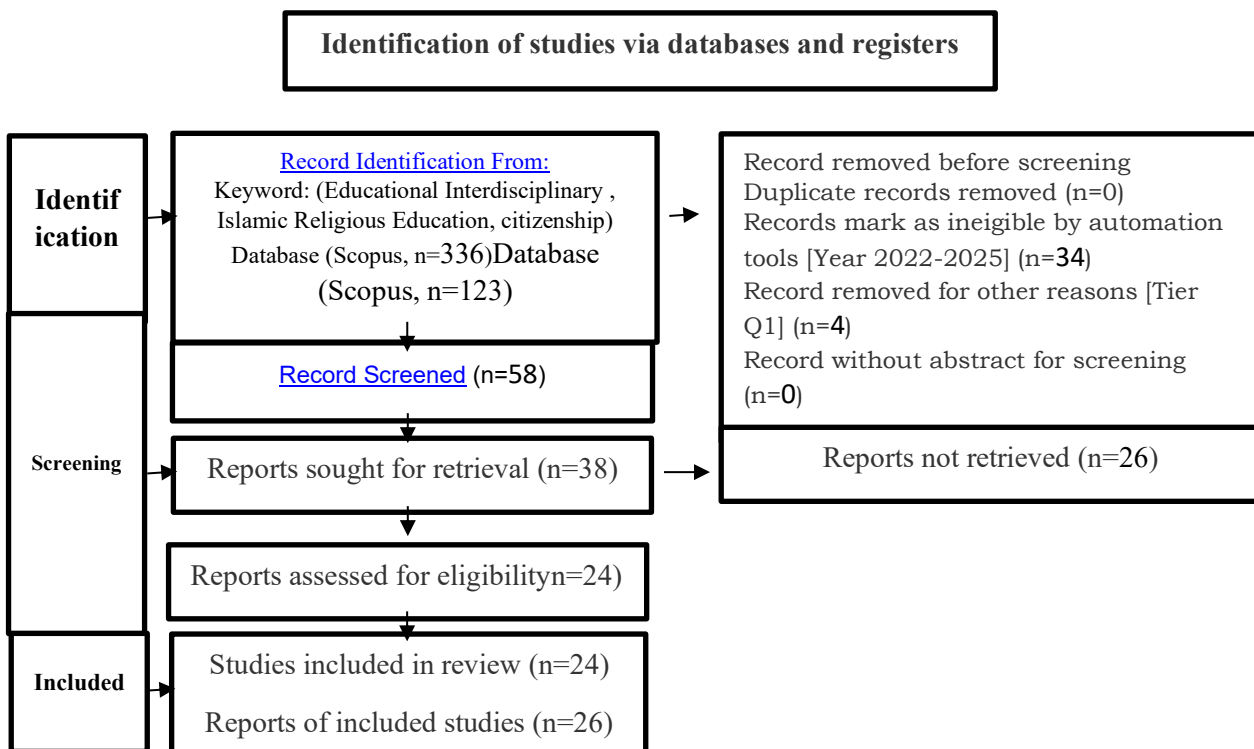 Identification of studies via databases and registers
Identif
ication
Record Identification From:
Keyword: (Educational Interdisciplinary ,
Islamic Religious Education, citizenship)
Database (Scopus, n=336)Database
(Scopus, n=123)
Record removed before screening
Duplicate records removed (n=0)
Records mark as ineigible by automation
tools [Year 2022-2025] (n=34)
Record removed for other reasons [Tier
Q1] (n=4)
Record without abstract for screening
(n=0)
Record Screened (n=58)
Screening
Reports sought for retrieval (n=38)
Reports not retrieved (n=26)
Reports assessed for eligibilityn=24)
Included
Studies included in review (n=24)
Reports of included studies (n=26)